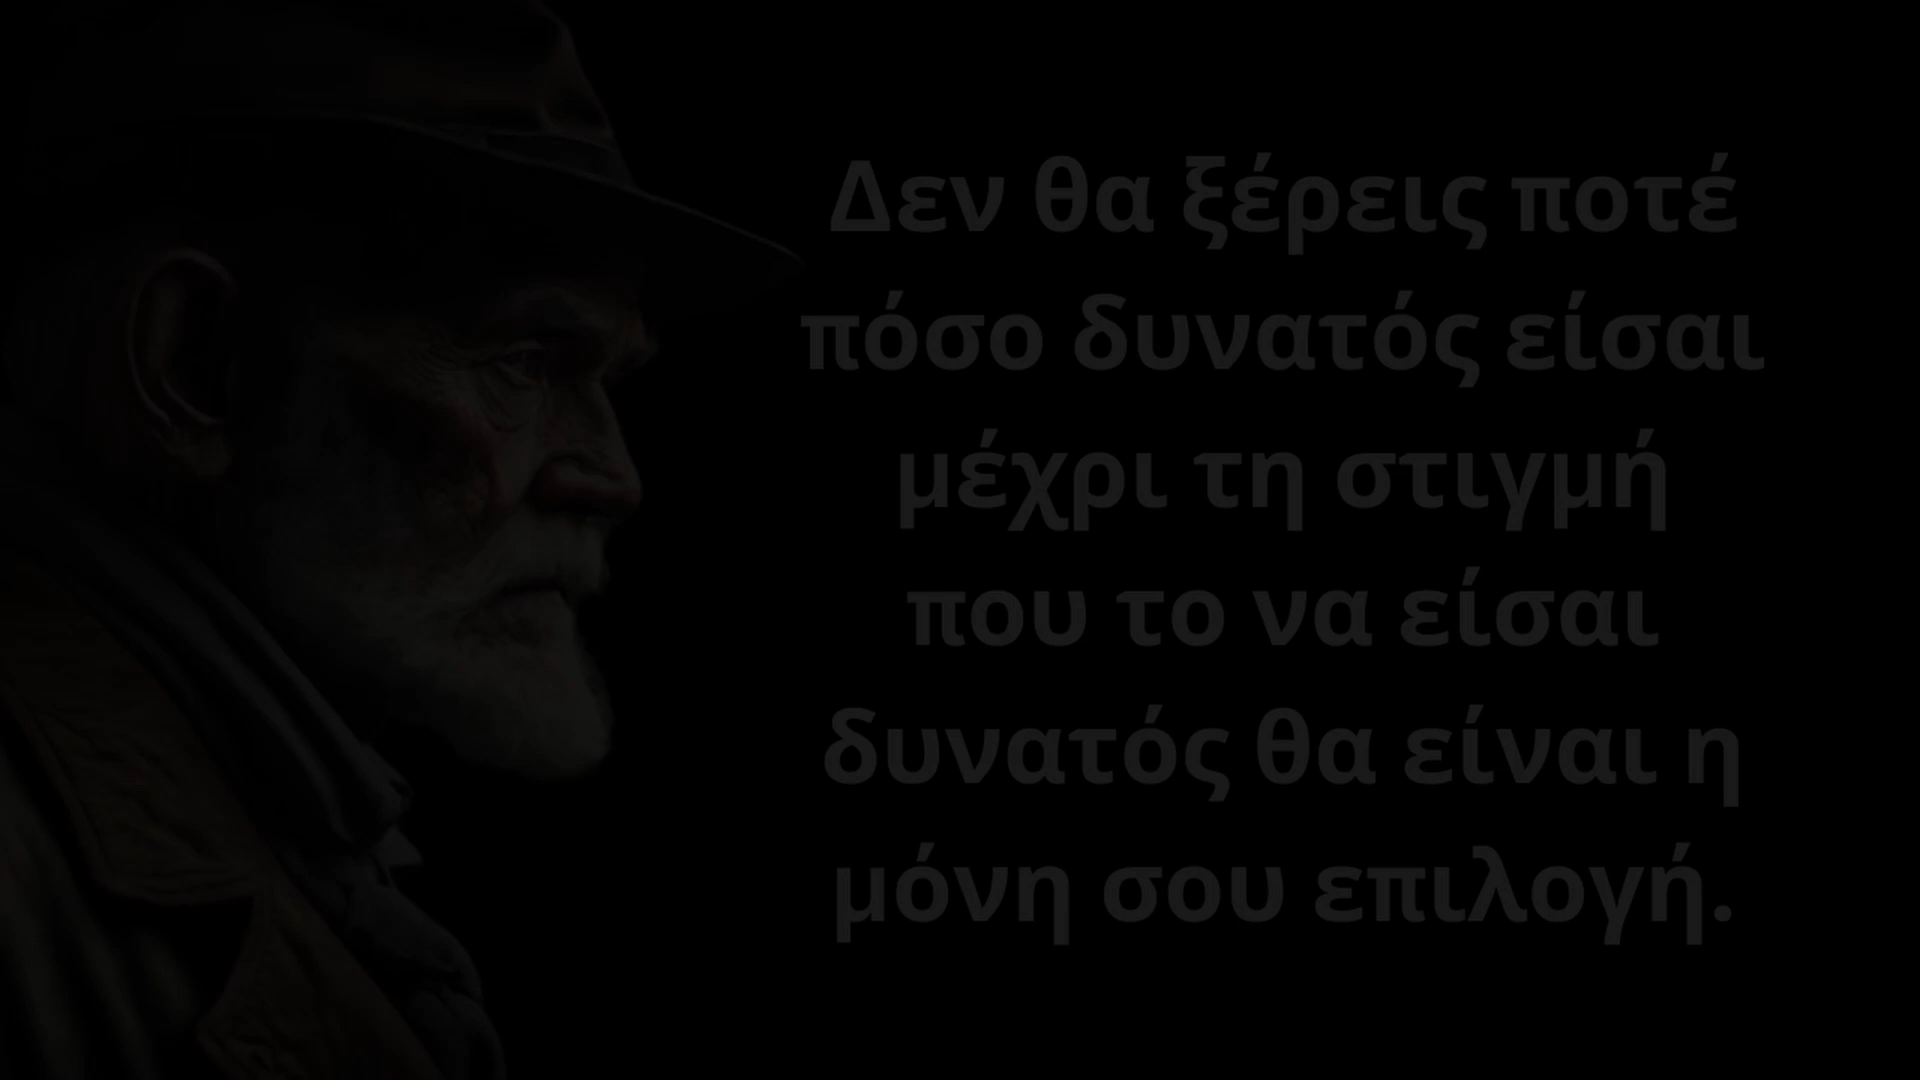 Δεν θα ξέρεις ποτέ
πόσο δυνατός είσαι
μέχρι τη στιγμή
που το να είσαι
δυνατός θα είναι η
μόνη σου επιλογή.